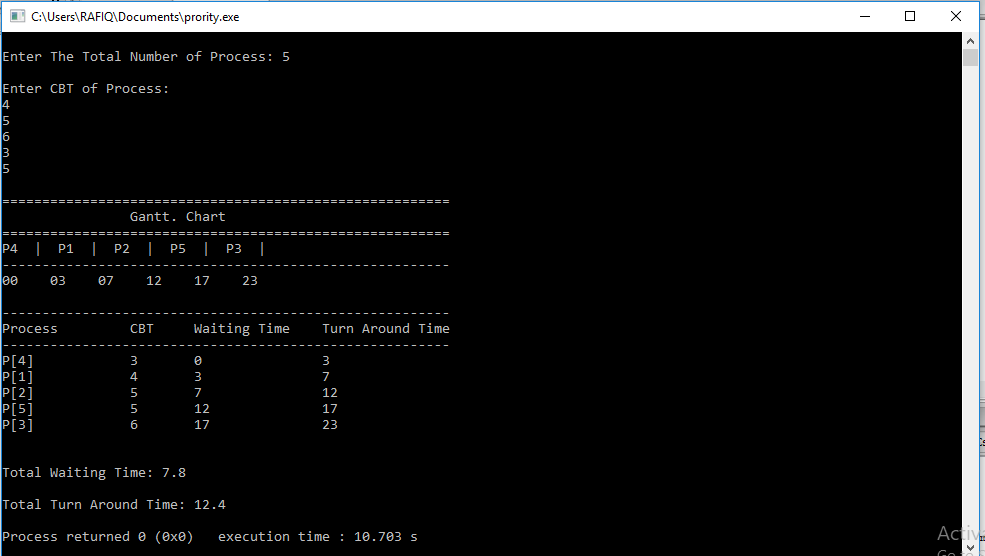 C:\Users\RAFIQ\Documents\prority.exe
Enter The Total Number of Process: 5
Enter CBT of Process:
4
5
6
3
5
========================================================
Gantt. Chart
========================================================
P4 | P1 | P2 | P5 | P3 |
--------------------------------------------------------
00 03 07 12 17 23
--------------------------------------------------------
Process CBT Waiting Time Turn Around Time
--------------------------------------------------------
P[4] 3 0 3
P[1] 4 3 7
P[2] 5 7 12
P[5] 5 12 17
P[3] 6 17 23
Total Waiting Time: 7.8
Total Turn Around Time: 12.4
Process returned 0 (0x0) execution time : 10.703 s